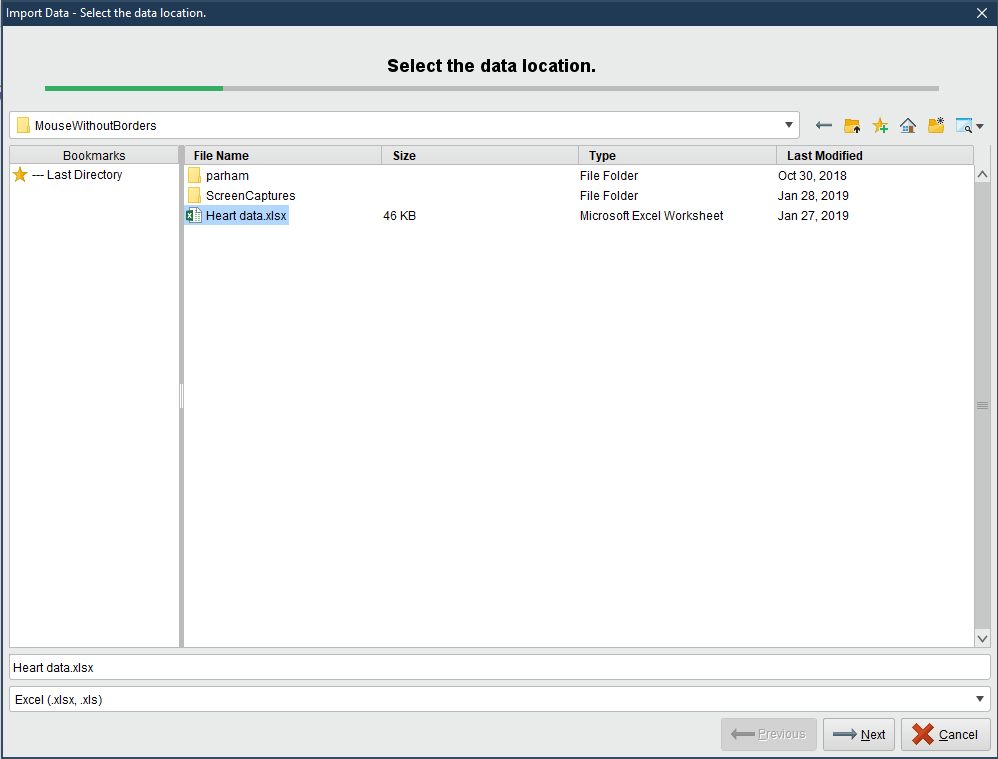 Import Data - Select the data location.
Select the data location.
MouseWithoutBorders
Bookmarks
--- Last Directory
File Name Size Type Last Modified
parham File Folder Oct 30, 2018
ScreenCaptures File Folder Jan 28, 2019
Heart data.xlsx 46 KB Microsoft Excel Worksheet Jan 27, 2019
Heart data.xlsx
Excel (.xlsx, .xls)
Previous Next Cancel